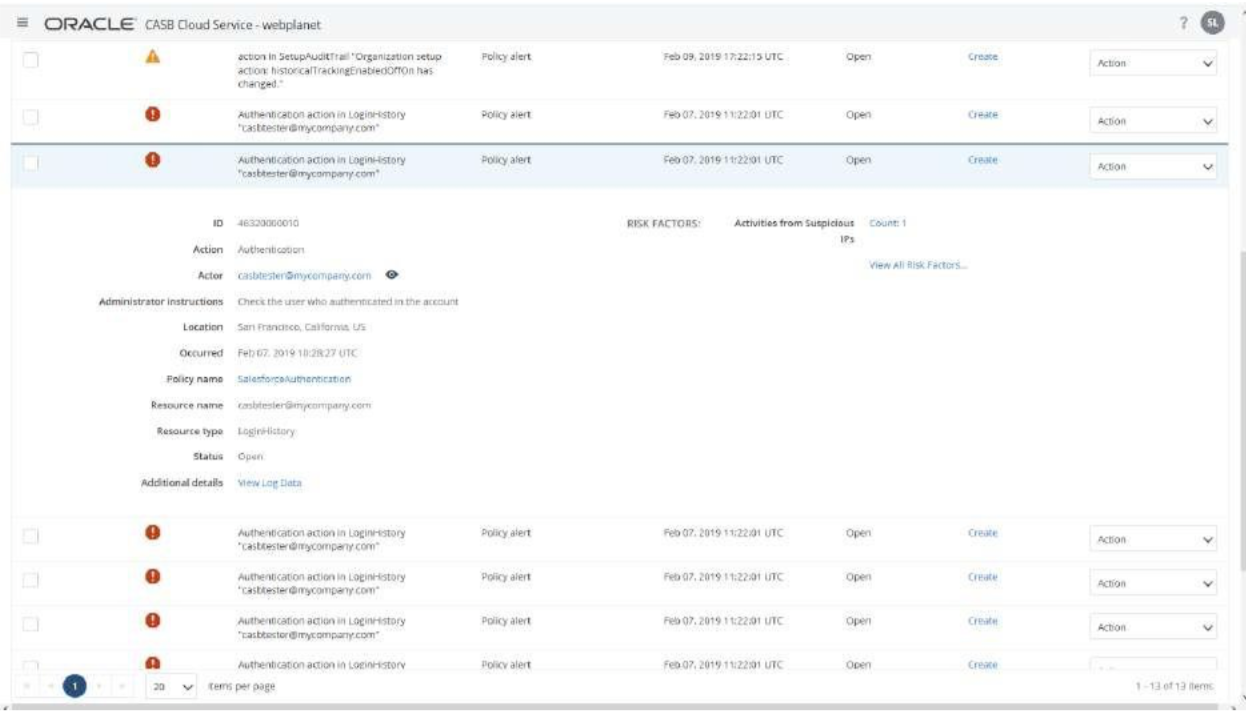 ORACLE CASB Cloud Service - webplanet ? SL
action in SetupAuditTrail "Organization setup Policy alert Feb 09, 2019 17:22:15 UTC Open Create Action
action: historicalTrackingEnabledOffOn has
changed."
Authentication action in LoginHistory Policy alert Feb 07, 2019 11:22:01 UTC Open Create Action
"casbtester@mycompany.com"
Authentication action in LoginHistory Policy alert Feb 07, 2019 11:22:01 UTC Open Create Action
"casbtester@mycompany.com"
ID 46320000010 RISK FACTORS: Activities from Suspicious Count: 1
IPs
Action Authentication
View All Risk Factors...
Actor casbtester@mycompany.com
Administrator instructions Check the user who authenticated in the account
Location San Francisco, California, US
Occurred Feb 07, 2019 10:28:27 UTC
Policy name SalesforceAuthentication
Resource name casbtester@mycompany.com
Resource type LoginHistory
Status Open
Additional details View Log Data
Authentication action in LoginHistory Policy alert Feb 07, 2019 11:22:01 UTC Open Create Action
"casbtester@mycompany.com"
Authentication action in LoginHistory Policy alert Feb 07, 2019 11:22:01 UTC Open Create Action
"casbtester@mycompany.com"
Authentication action in LoginHistory Policy alert Feb 07, 2019 11:22:01 UTC Open Create Action
"casbtester@mycompany.com"
Authentication action in LoginHistory Policy alert Feb 07, 2019 11:22:01 UTC Open Create
1 20 items per page 1 - 13 of 13 items